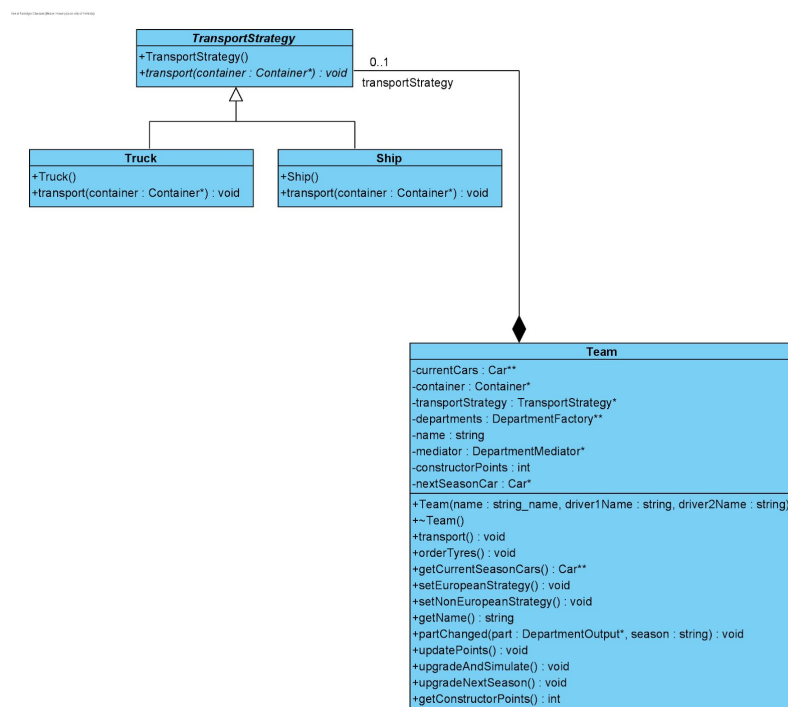 TransportStrategy
+TransportStrategy()
+transport(container : Container*) : void
0..1
transportStrategy
Truck
+Truck()
+transport(container : Container*) : void
Ship
+Ship()
+transport(container : Container*) : void
Team
-currentCars : Car**
-container : Container*
-transportStrategy : TransportStrategy*
-departments : DepartmentFactory**
-name : string
-mediator : DepartmentMediator*
-constructorPoints : int
-nextSeasonCar : Car*
+Team(name : string_name, driver1Name : string, driver2Name : string)
+~Team()
+transport() : void
+orderTyres() : void
+getCurrentSeasonCars() : Car**
+setEuropeanStrategy() : void
+setNonEuropeanStrategy() : void
+getName() : string
+partChanged(part : DepartmentOutput*, season : string) : void
+updatePoints() : void
+upgradeAndSimulate() : void
+upgradeNextSeason() : void
+getConstructorPoints() : int